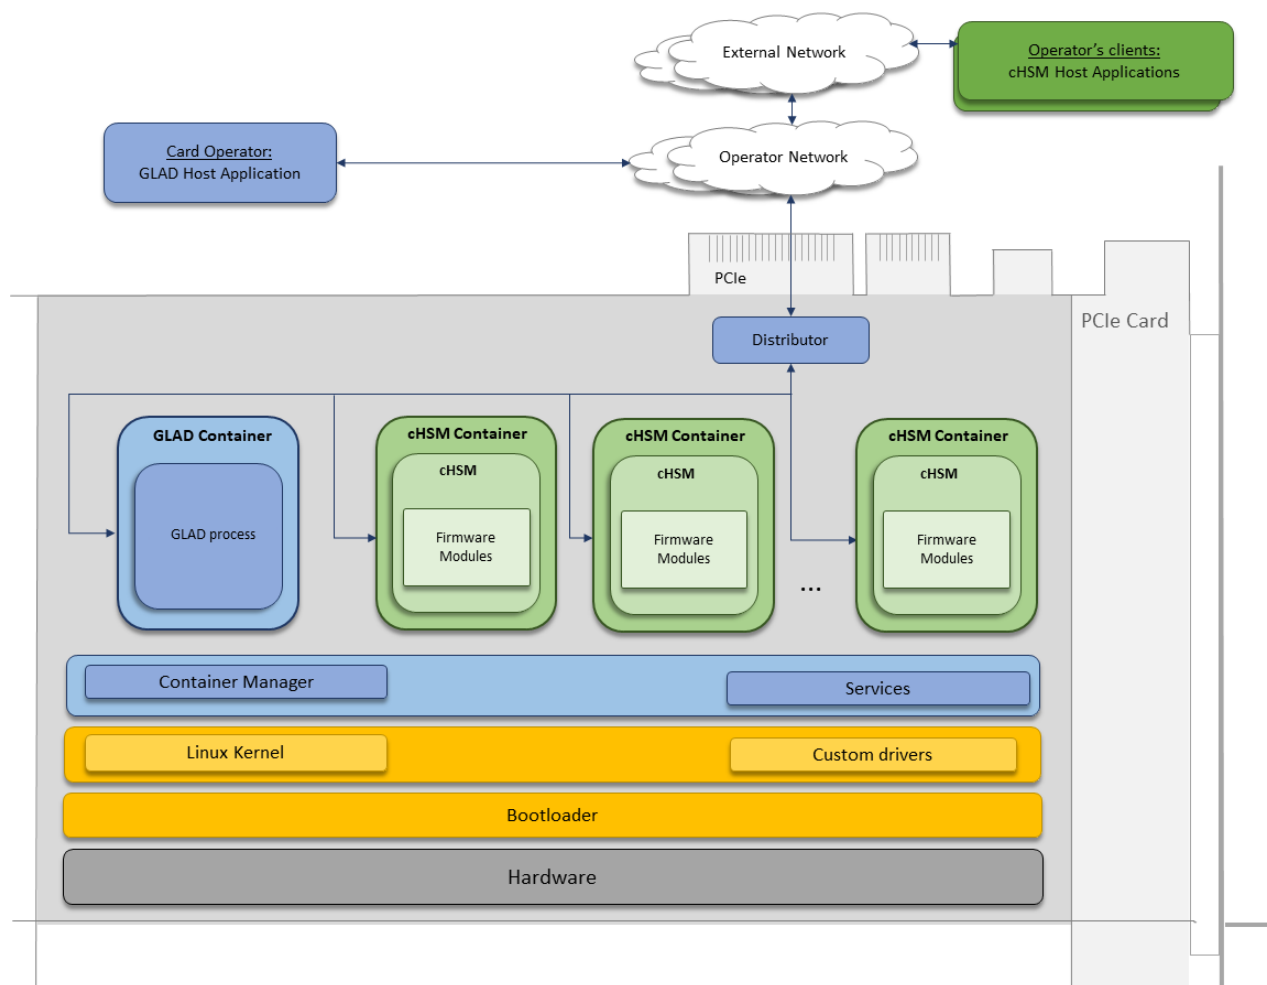 External Network
Operator's clients:
cHSM Host Applications
Card Operator:
GLAD Host Application
Operator Network
PCIe
PCIe Card
Distributor
GLAD Container
GLAD process
cHSM Container
cHSM
Firmware
Modules
cHSM Container
cHSM
Firmware
Modules
...
cHSM Container
cHSM
Firmware
Modules
Container Manager
Services
Linux Kernel
Custom drivers
Bootloader
Hardware